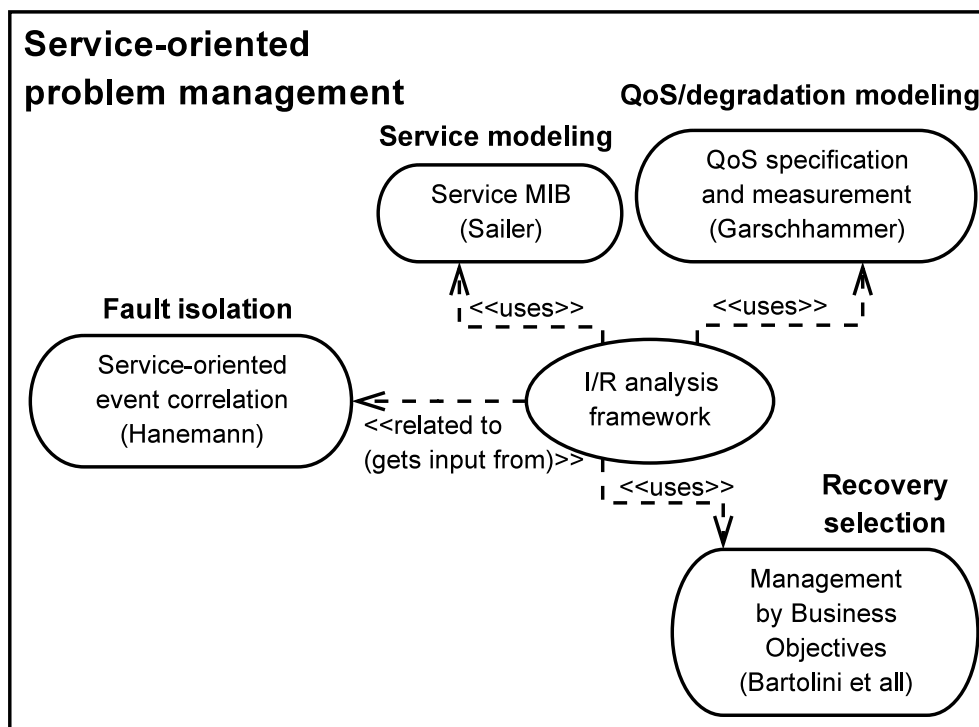 Service-oriented
problem management
QoS/degradation modeling
Service modeling
QoS specification
and measurement
(Garschhammer)
Service MIB
(Sailer)
<<uses>>
<<uses>>
Fault isolation
Service-oriented
event correlation
(Hanemann)
I/R analysis
framework
<<related to
(gets input from)>>
<<uses>>
Recovery
selection
Management
by Business
Objectives
(Bartolini et all)